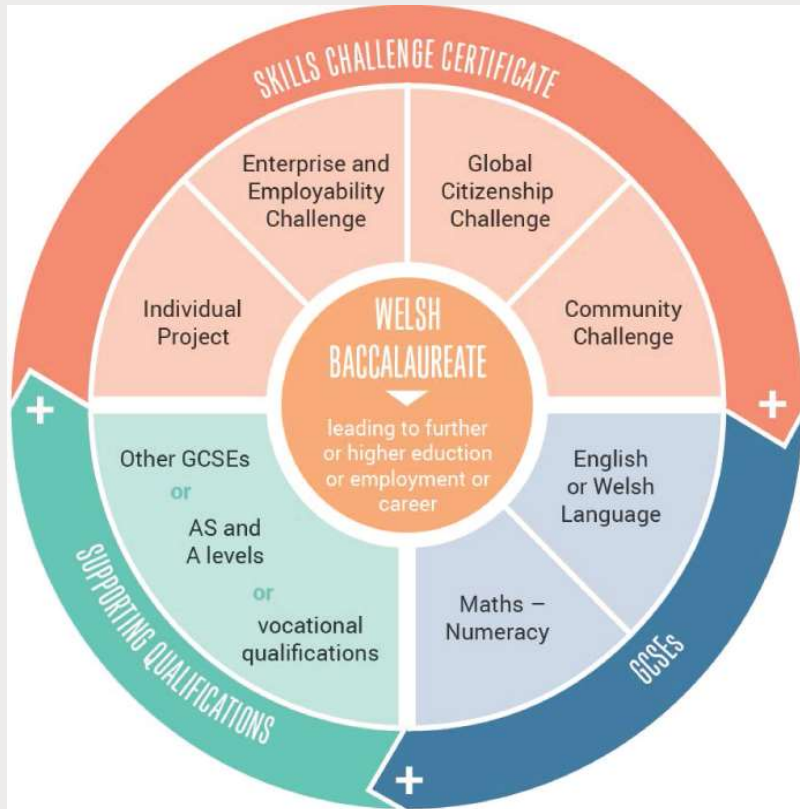 SKILLS CHALLENGE CERTIFICATE
Enterprise and
Employability
Challenge
Global
Citizenship
Challenge
Individual
Project
Community
Challenge
WELSH
BACCALAUREATE
leading to further
or higher eduction
or employment or
career
Other GCSEs
or
AS and
A levels
or
vocational
qualifications
English
or Welsh
Language
Maths –
Numeracy
SUPPORTING QUALIFICATIONS
GCSEs
+
+
+